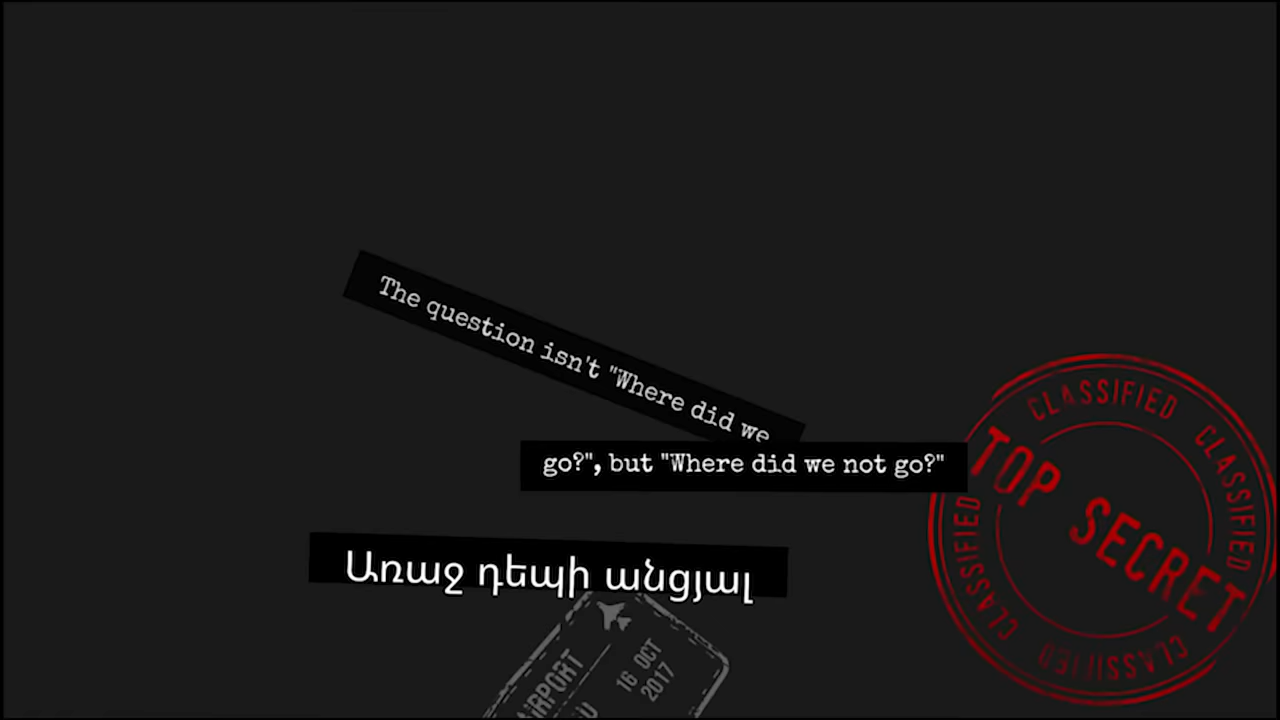 The question isn't "Where did we
go?", but "Where did we not go?"
Առաջ դեպի անցյալ
CLASSIFIED
CLASSIFIED
TOP SECRET
CLASSIFIED
CLASSIFIED
CLASSIFIED
16 OCT
2017